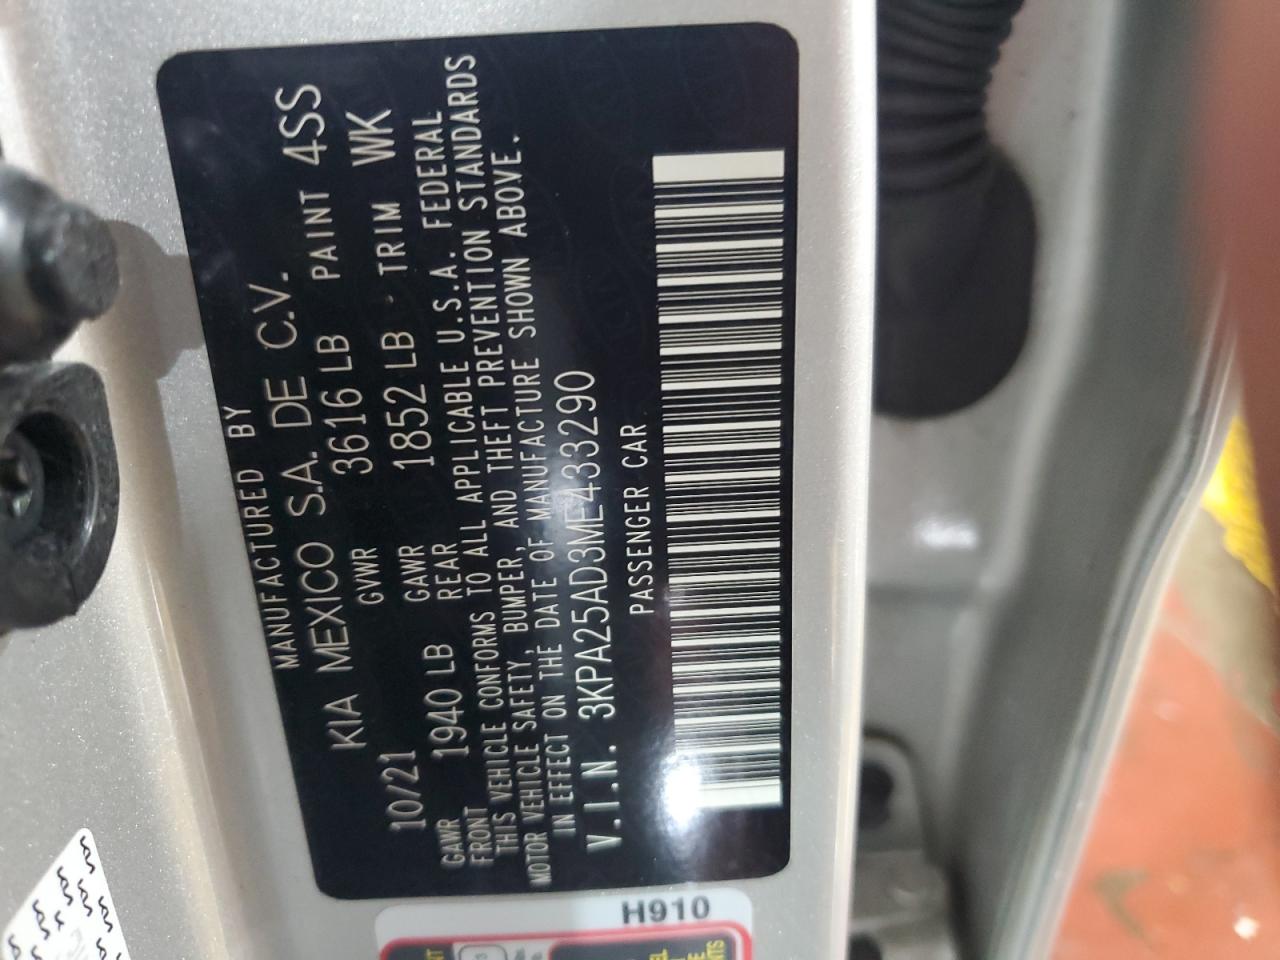 MANUFACTURED BY
KIA MEXICO S.A. DE C.V.
10/21 GVWR 3616 LB PAINT 4SS
GAWR FRONT 1940 LB GAWR REAR 1852 LB TRIM WK
THIS VEHICLE CONFORMS TO ALL APPLICABLE U.S.A. FEDERAL
MOTOR VEHICLE SAFETY, BUMPER, AND THEFT PREVENTION STANDARDS
IN EFFECT ON THE DATE OF MANUFACTURE SHOWN ABOVE.
V.I.N. 3KPA25AD3ME433290
PASSENGER CAR
H910